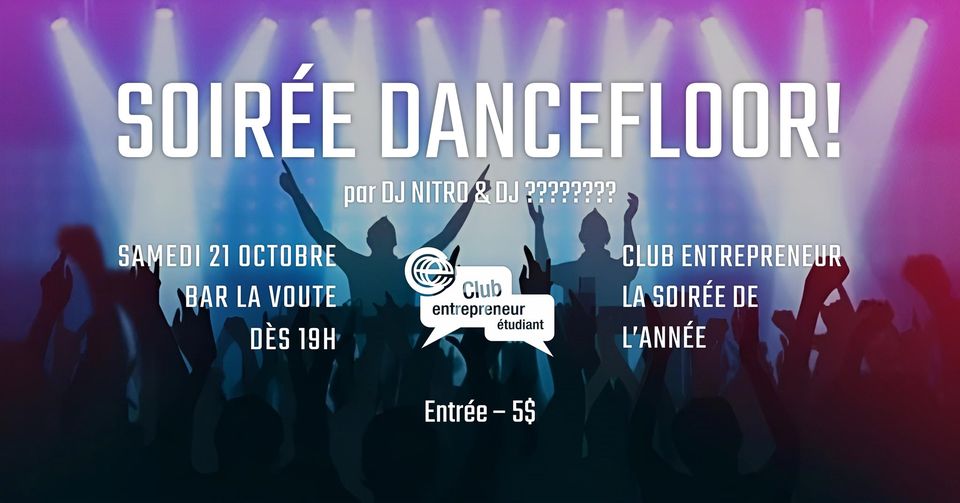 SOIRÉE DANCEFLOOR!
par DJ NITRO & DJ ????????
SAMEDI 21 OCTOBRE
BAR LA VOUTE
DÈS 19H
Club
entrepreneur
étudiant
CLUB ENTREPRENEUR
LA SOIRÉE DE
L'ANNÉE
Entrée – 5$